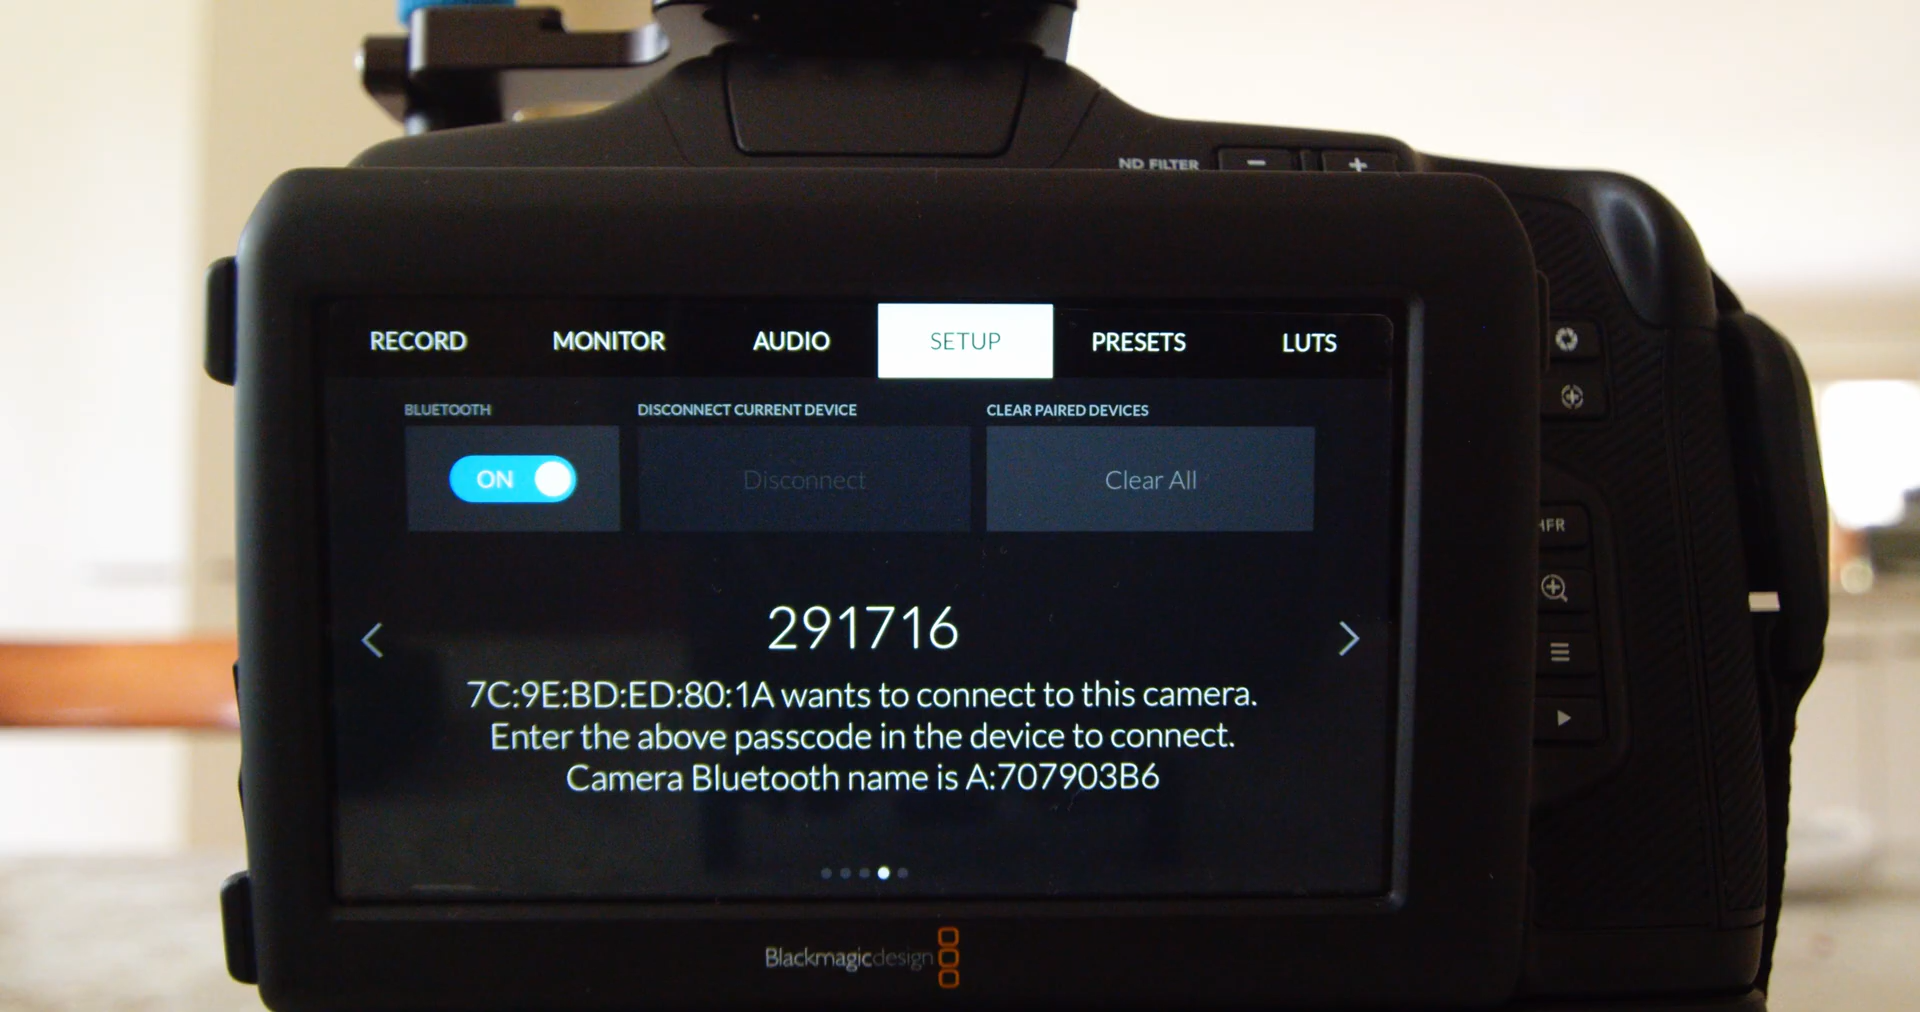 ND FILTER - +
RECORD MONITOR AUDIO SETUP PRESETS LUTS
BLUETOOTH DISCONNECT CURRENT DEVICE CLEAR PAIRED DEVICES
ON Disconnect Clear All
HFR
291716
7C:9E:BD:ED:80:1A wants to connect to this camera.
Enter the above passcode in the device to connect.
Camera Bluetooth name is A:707903B6
Blackmagicdesign